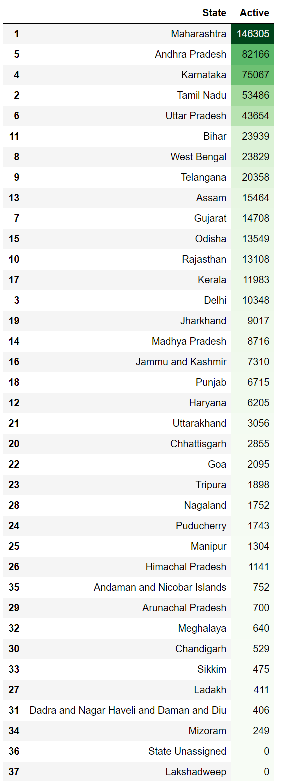 State Active
1 Maharashtra 146305
5 Andhra Pradesh 82166
4 Karnataka 75067
2 Tamil Nadu 53486
6 Uttar Pradesh 43654
11 Bihar 23939
8 West Bengal 23829
9 Telangana 20358
13 Assam 15464
7 Gujarat 14708
15 Odisha 13549
10 Rajasthan 13108
17 Kerala 11983
3 Delhi 10348
19 Jharkhand 9017
14 Madhya Pradesh 8716
16 Jammu and Kashmir 7310
18 Punjab 6715
12 Haryana 6205
21 Uttarakhand 3056
20 Chhattisgarh 2855
22 Goa 2095
23 Tripura 1898
28 Nagaland 1752
24 Puducherry 1743
25 Manipur 1304
26 Himachal Pradesh 1141
35 Andaman and Nicobar Islands 752
29 Arunachal Pradesh 700
32 Meghalaya 640
30 Chandigarh 529
33 Sikkim 475
27 Ladakh 411
31 Dadra and Nagar Haveli and Daman and Diu 406
34 Mizoram 249
36 State Unassigned 0
37 Lakshadweep 0